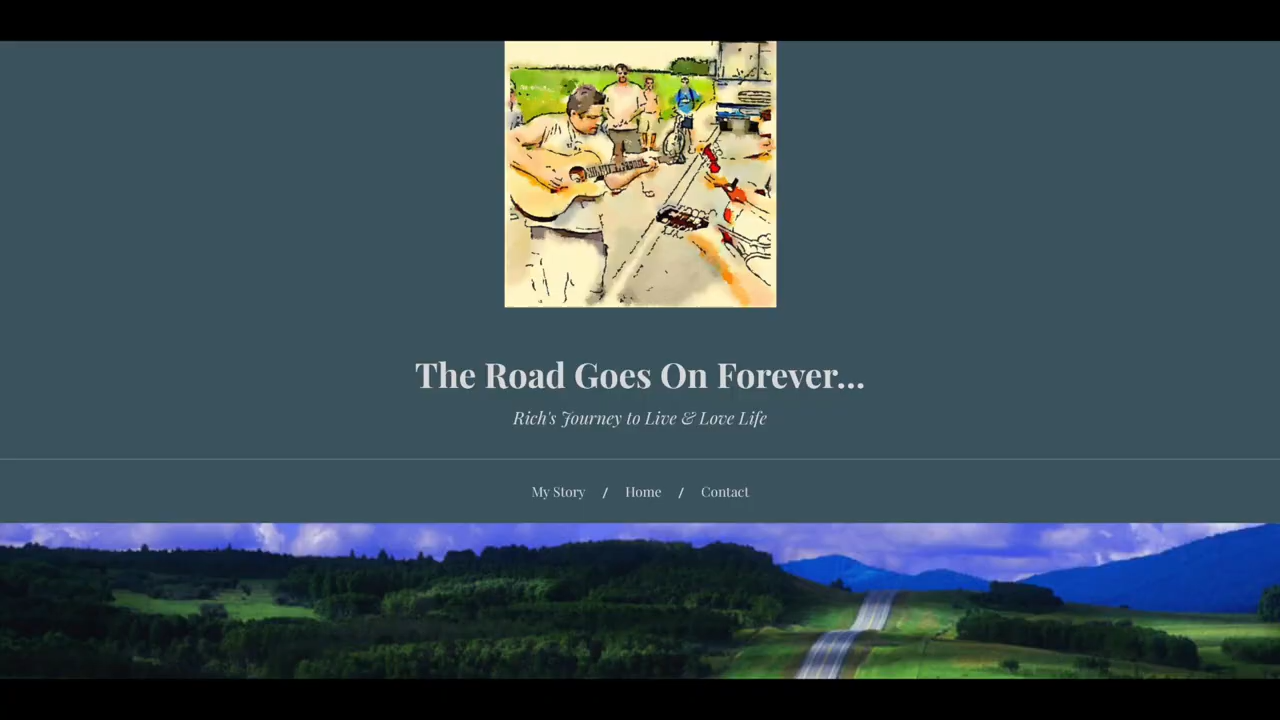 The Road Goes On Forever...
Rich's Journey to Live & Love Life
My Story / Home / Contact